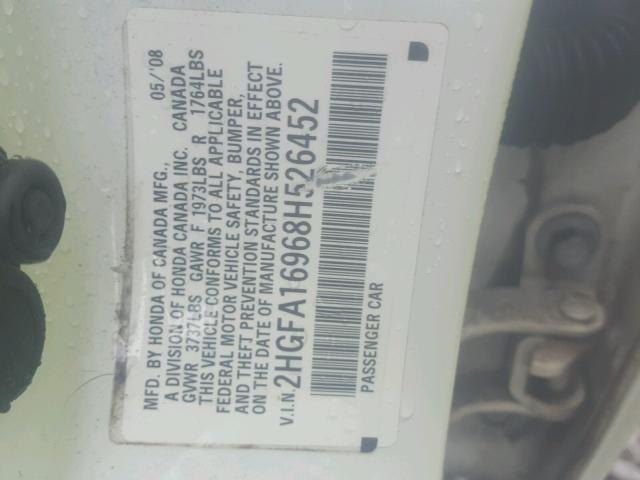 MFD. BY HONDA OF CANADA MFG., 05/'08
A DIVISION OF HONDA CANADA INC. CANADA
GVWR 3737LBS GAWR F 1973LBS R 1764LBS
THIS VEHICLE CONFORMS TO ALL APPLICABLE
FEDERAL MOTOR VEHICLE SAFETY, BUMPER,
AND THEFT PREVENTION STANDARDS IN EFFECT
ON THE DATE OF MANUFACTURE SHOWN ABOVE.
V.I.N. 2HGFA16968H526452
PASSENGER CAR